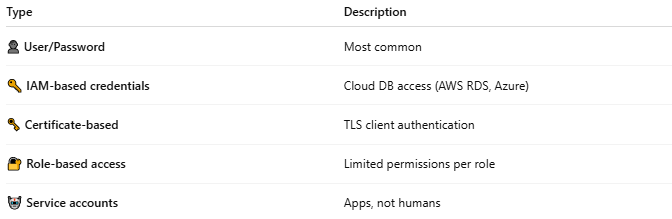 Type Description
User/Password Most common
IAM-based credentials Cloud DB access (AWS RDS, Azure)
Certificate-based TLS client authentication
Role-based access Limited permissions per role
Service accounts Apps, not humans